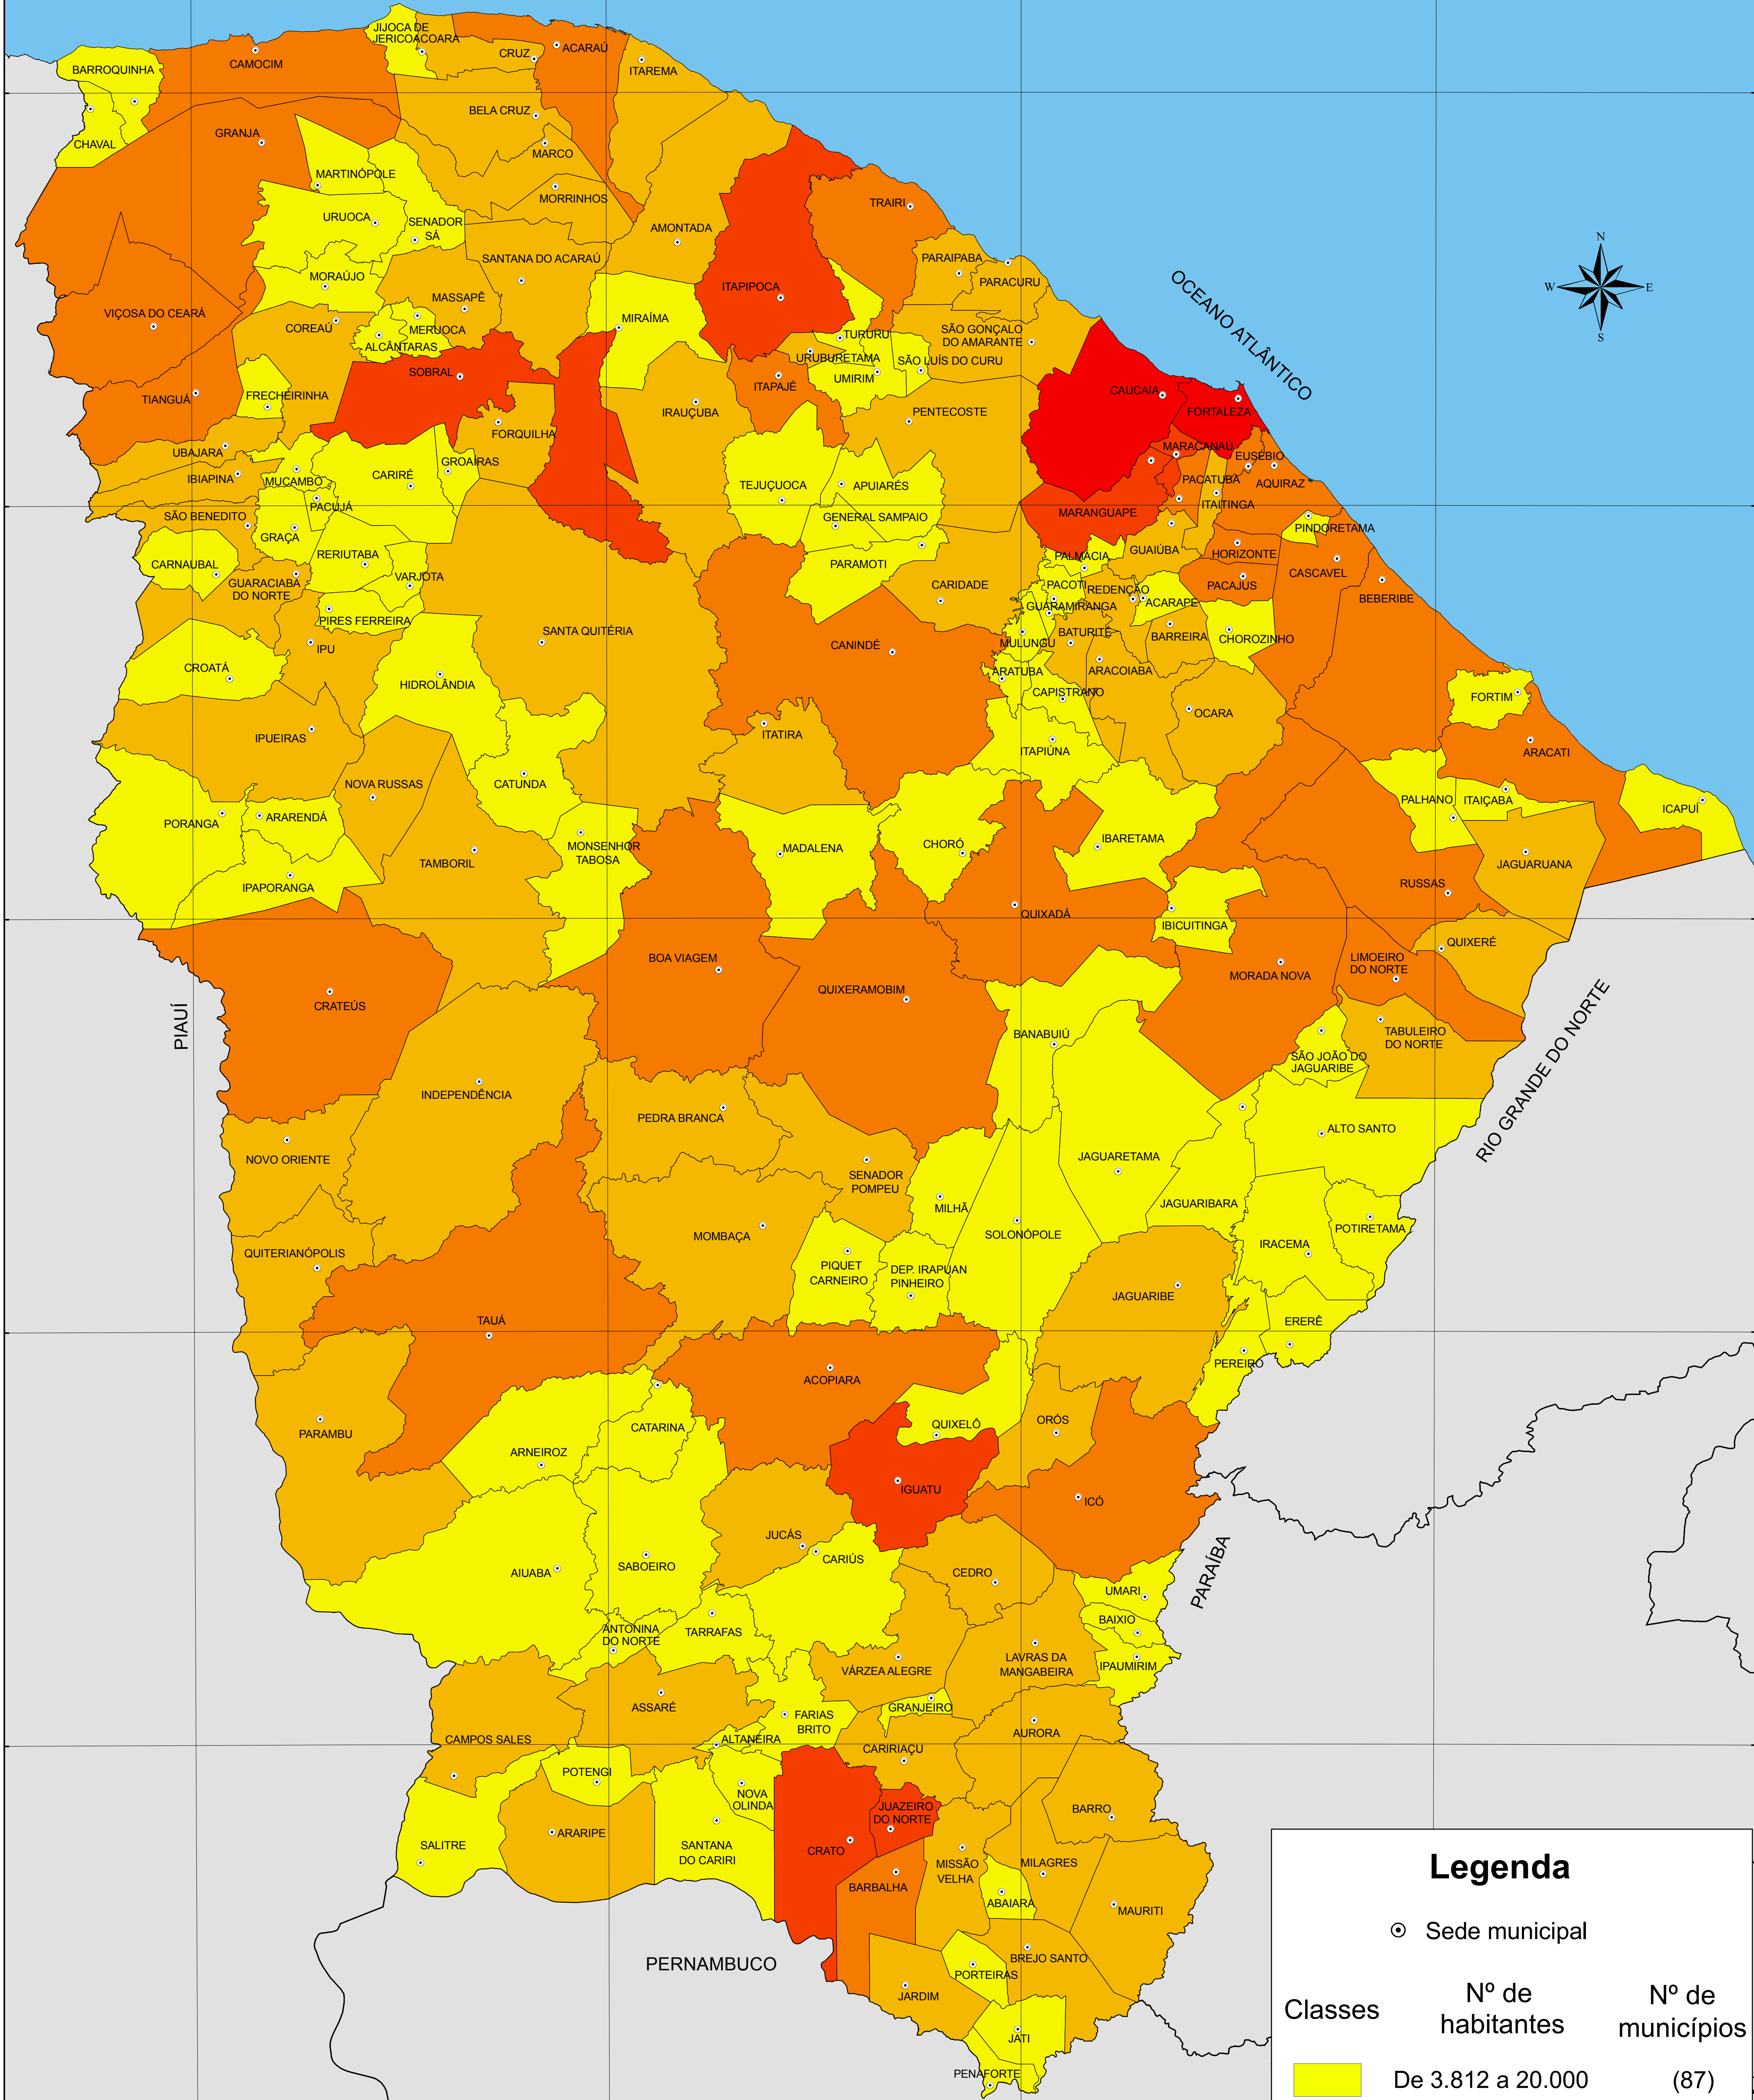 JIJOCA DE
JERICOACOARA
CRUZ
ACARAÚ
ITAREMA
BARROQUINHA
CAMOCIM
CHAVAL
GRANJA
BELA CRUZ
MARCO
MARTINÓPOLE
MORRINHOS
URUOCA
SENADOR
SÁ
AMONTADA
TRAIRI
N
W
E
S
SANTANA DO ACARAÚ
PARAIPABA
PARACURU
MORAÚJO
MASSAPÊ
ITAPIPOCA
OCEANO ATLÂNTICO
VIÇOSA DO CEARÁ
COREAÚ
MERUOCA
MIRAÍMA
ALCÂNTARAS
TURURU
SÃO GONÇALO
DO AMARANTE
URUBURETAMA
SÃO LUÍS DO CURU
SOBRAL
UMIRIM
ITAPAJÉ
TIANGUÁ
FRECHEIRINHA
IRAUÇUBA
PENTECOSTE
CAUCAIA
FORTALEZA
FORQUILHA
UBAJARA
MARACANAÚ
EUSÉBIO
IBIAPINA
MUCAMBO
CARIRÉ
GROAÍRAS
TEJUÇUOCA
APUIARÉS
PACATUBA
AQUIRAZ
ITAITINGA
PACUJÁ
SÃO BENEDITO
GENERAL SAMPAIO
MARANGUAPE
PINDORETAMA
GRAÇA
RERIUTABA
CARNAUBAL
PARAMOTI
PALMÁCIA
GUAIÚBA
HORIZONTE
GUARACIABA
DO NORTE
VARJOTA
CARIDADE
PACOTI
REDENÇÃO
PACAJUS
CASCAVEL
BEBERIBE
GUARAMIRANGA
ACARAPE
PIRES FERREIRA
IPU
SANTA QUITÉRIA
CANINDÉ
MULUNGU
BATURITÉ
BARREIRA
CHOROZINHO
CROATÁ
HIDROLÂNDIA
ARATUBA
ARACOIABA
CAPISTRANO
FORTIM
OCARA
IPUEIRAS
ITATIRA
ITAPIÚNA
ARACATI
NOVA RUSSAS
CATUNDA
PORANGA
ARARENDÁ
PALHANO
ITAIÇABA
ICAPUÍ
MONSENHOR
TABOSA
MADALENA
CHORÓ
IBARETAMA
TAMBORIL
JAGUARUANA
IPAPORANGA
RUSSAS
QUIXADÁ
IBICUITINGA
QUIXERÉ
BOA VIAGEM
LIMOEIRO
DO NORTE
MORADA NOVA
QUIXERAMOBIM
CRATEÚS
PIAUÍ
BANABUIÚ
TABULEIRO
DO NORTE
SÃO JOÃO DO
JAGUARIBE
RIO GRANDE DO NORTE
INDEPENDÊNCIA
PEDRA BRANCA
ALTO SANTO
NOVO ORIENTE
JAGUARETAMA
SENADOR
POMPEU
MILHÃ
JAGUARIBARA
POTIRETAMA
MOMBAÇA
SOLONÓPOLE
IRACEMA
QUITERIANÓPOLIS
PIQUET
CARNEIRO
DEP. IRAPUAN
PINHEIRO
JAGUARIBE
TAUÁ
ERERÊ
PEREIRO
ACOPIARA
PARAMBU
CATARINA
QUIXELÔ
ORÓS
ARNEIROZ
IGUATU
ICÓ
JUCÁS
CARIÚS
AIUABA
SABOEIRO
CEDRO
PARAÍBA
UMARI
BAIXIO
ANTONINA
DO NORTE
TARRAFAS
LAVRAS DA
MANGABEIRA
IPAUMIRIM
VÁRZEA ALEGRE
ASSARÉ
GRANJEIRO
FARIAS
BRITO
AURORA
CAMPOS SALES
ALTANEIRA
CARIRIAÇU
POTENGI
NOVA
OLINDA
JUAZEIRO
DO NORTE
BARRO
ARARIPE
SALITRE
SANTANA
DO CARIRI
CRATO
MISSÃO
VELHA
MILAGRES
BARBALHA
ABAIARA
MAURITI
BREJO SANTO
PERNAMBUCO
PORTEIRAS
JARDIM
JATI
PENAFORTE
Legenda
Sede municipal
Classes
Nº de
habitantes
Nº de
municípios
De 3.812 a 20.000
(87)